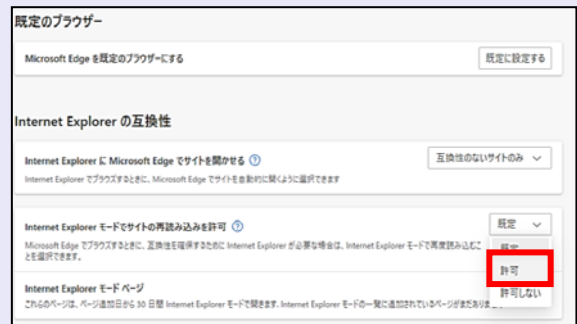 既定のブラウザー
Microsoft Edge を既定のブラウザーにする
既定に設定する
Internet Explorer の互換性
Internet Explorer に Microsoft Edge でサイトを開かせる ?
互換性のないサイトのみ
Internet Explorer でブラウズするときに、Microsoft Edge でサイトを自動的に開くように選択できます
Internet Explorer モードでサイトの再読み込みを許可 ?
既定
Microsoft Edge でブラウズするときに、互換性を確保するために Internet Explorer が必要な場合は、Internet Explorer モードで再度読み込むこ
とを選択できます。
既定
許可
許可しない
Internet Explorer モード ページ
これらのページは、ページ追加日から 30 日間 Internet Explorer モードで開きます. Internet Explorer モードの一覧に追加されているページがまだあり